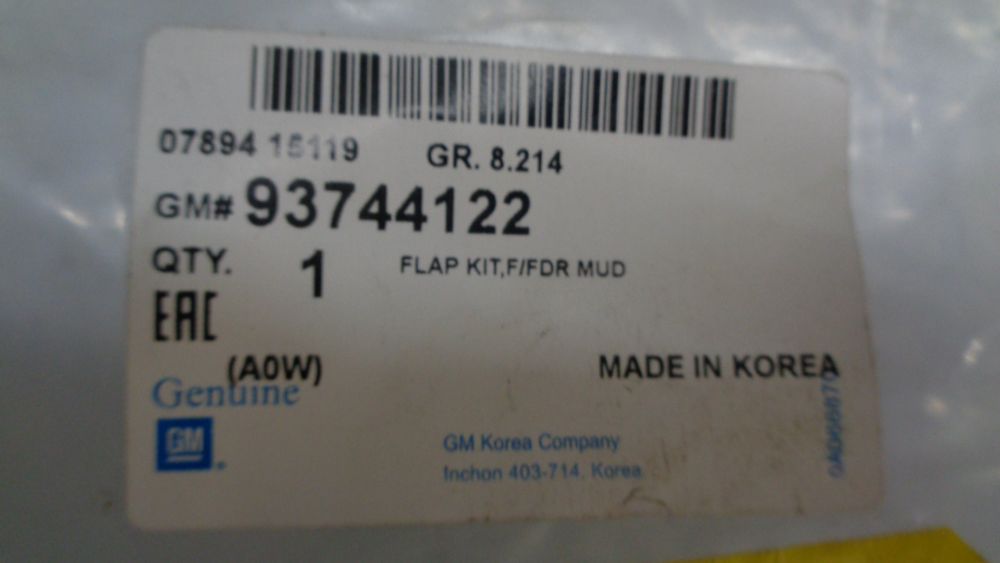 07894 15119 GR. 8.214
GM# 93744122
QTY. 1 FLAP KIT,F/FDR MUD
EAC
(A0W) MADE IN KOREA
Genuine
GM
GM Korea Company
Inchon 403-714, Korea